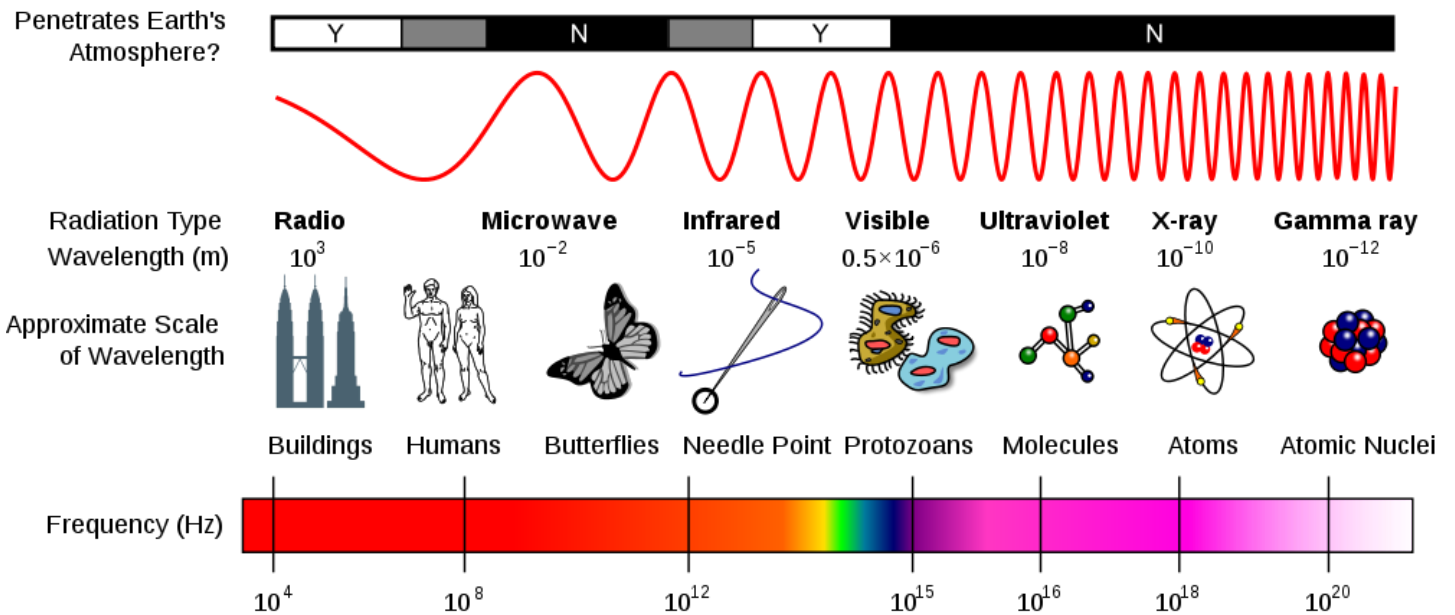 Penetrates Earth's
Atmosphere?
Y N Y N
Radiation Type Radio Microwave Infrared Visible Ultraviolet X-ray Gamma ray
Wavelength (m) 10³ 10⁻² 10⁻⁵ 0.5×10⁻⁶ 10⁻⁸ 10⁻¹⁰ 10⁻¹²
Approximate Scale
of Wavelength
Buildings Humans Butterflies Needle Point Protozoans Molecules Atoms Atomic Nuclei
Frequency (Hz)
10⁴ 10⁸ 10¹² 10¹⁵ 10¹⁶ 10¹⁸ 10²⁰